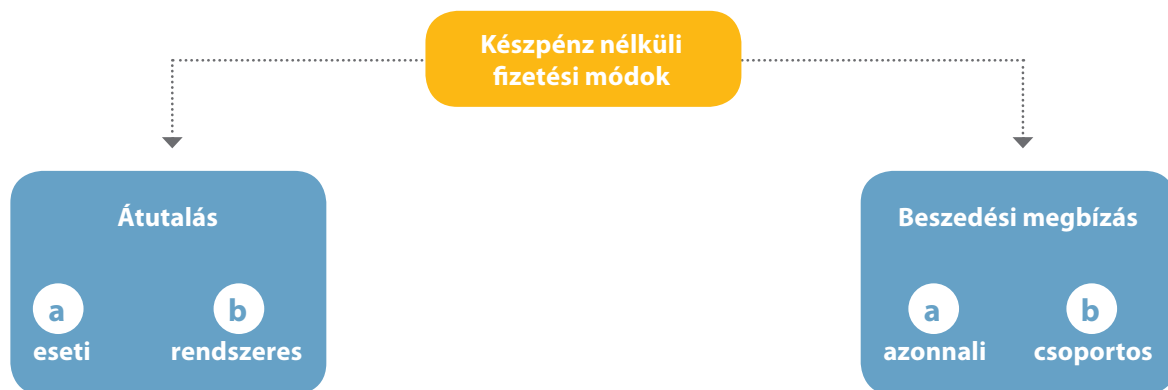 Készpénz nélküli
fizetési módok
Átutalás
a
eseti
b
rendszeres
Beszedési megbízás
a
azonnali
b
csoportos